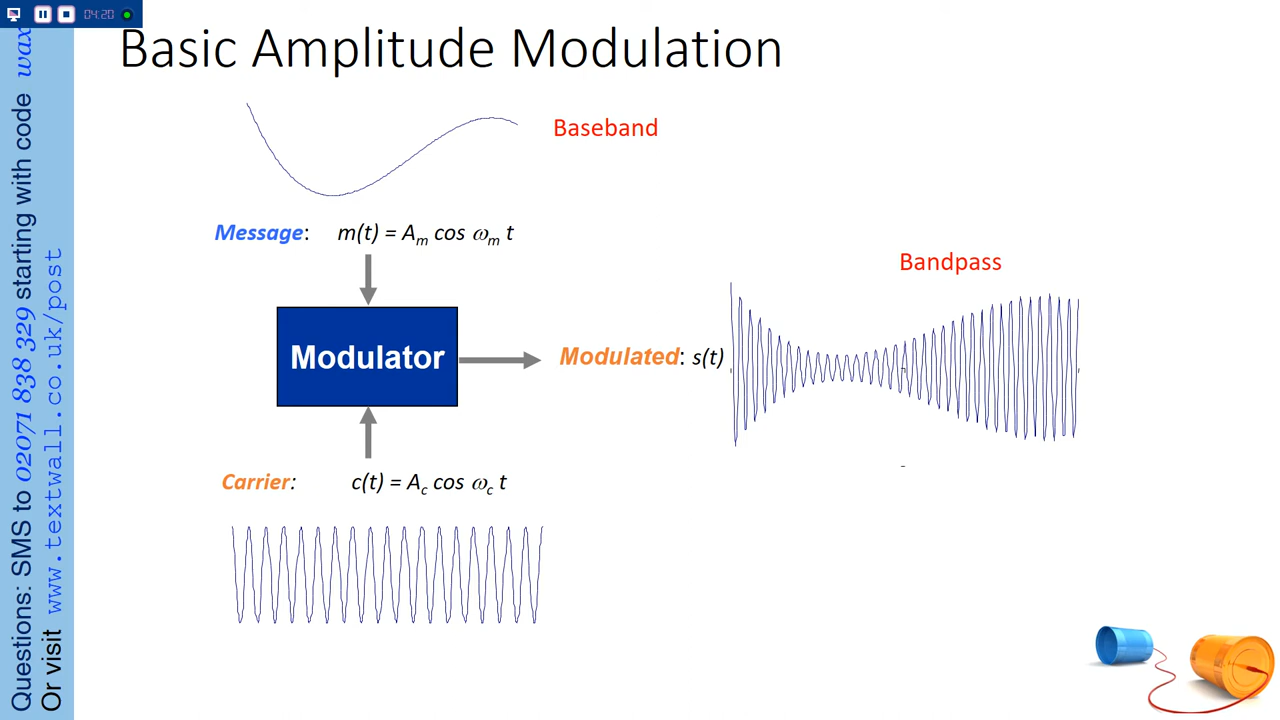 04:20
Basic Amplitude Modulation
Baseband
Message: m(t) = Am cos ωm t
Bandpass
Modulator
Modulated: s(t)
Carrier: c(t) = Ac cos ωc t
Questions: SMS to 02071 838 329 starting with code wax
Or visit www.textwall.co.uk/post